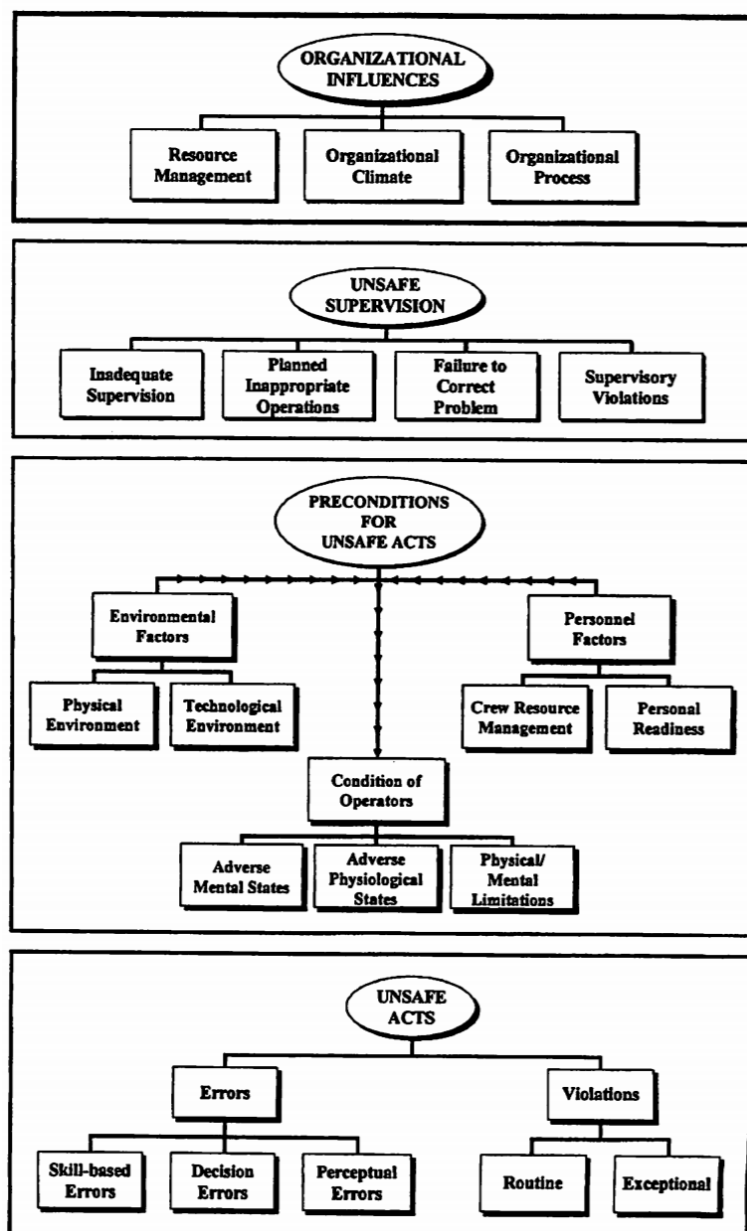 ORGANIZATIONAL
INFLUENCES
Resource
Management
Organizational
Climate
Organizational
Process
UNSAFE
SUPERVISION
Inadequate
Supervision
Planned
Inappropriate
Operations
Failure to
Correct
Problem
Supervisory
Violations
PRECONDITIONS
FOR
UNSAFE ACTS
Environmental
Factors
Personnel
Factors
Physical
Environment
Technological
Environment
Crew Resource
Management
Personal
Readiness
Condition of
Operators
Adverse
Mental States
Adverse
Physiological
States
Physical/
Mental
Limitations
UNSAFE
ACTS
Errors
Violations
Skill-based
Errors
Decision
Errors
Perceptual
Errors
Routine
Exceptional